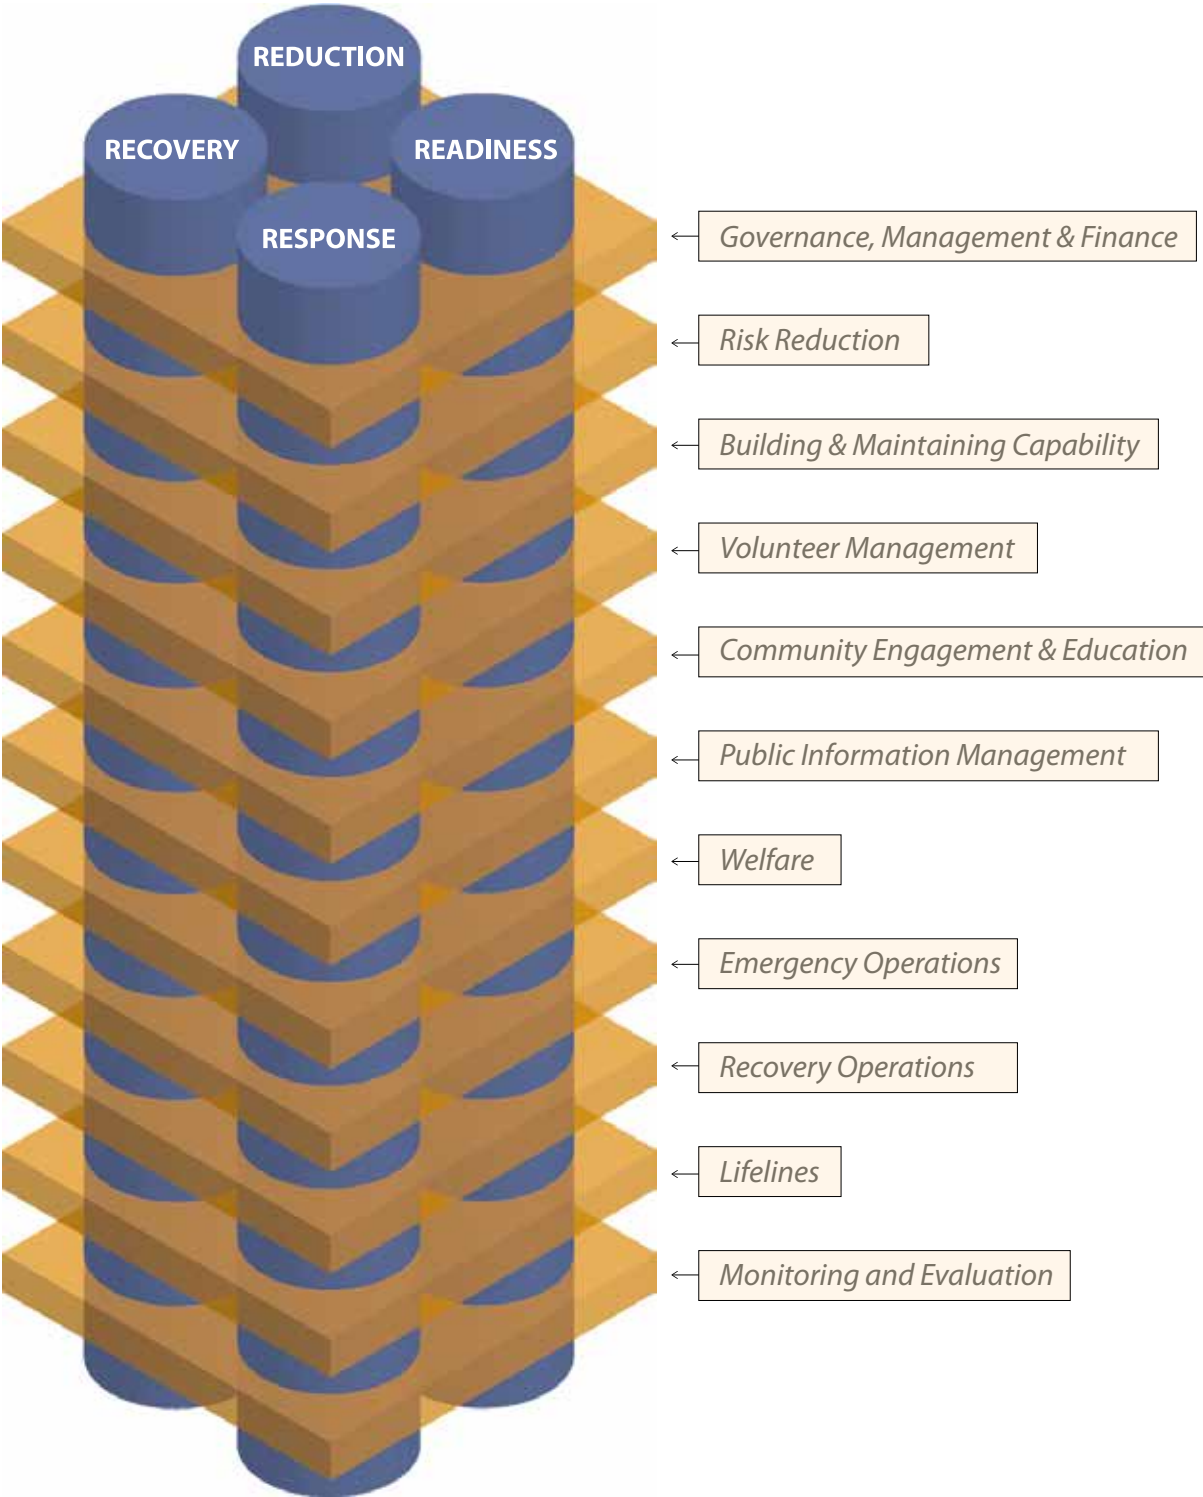 REDUCTION
RECOVERY
READINESS
RESPONSE
Governance, Management & Finance
Risk Reduction
Building & Maintaining Capability
Volunteer Management
Community Engagement & Education
Public Information Management
Welfare
Emergency Operations
Recovery Operations
Lifelines
Monitoring and Evaluation